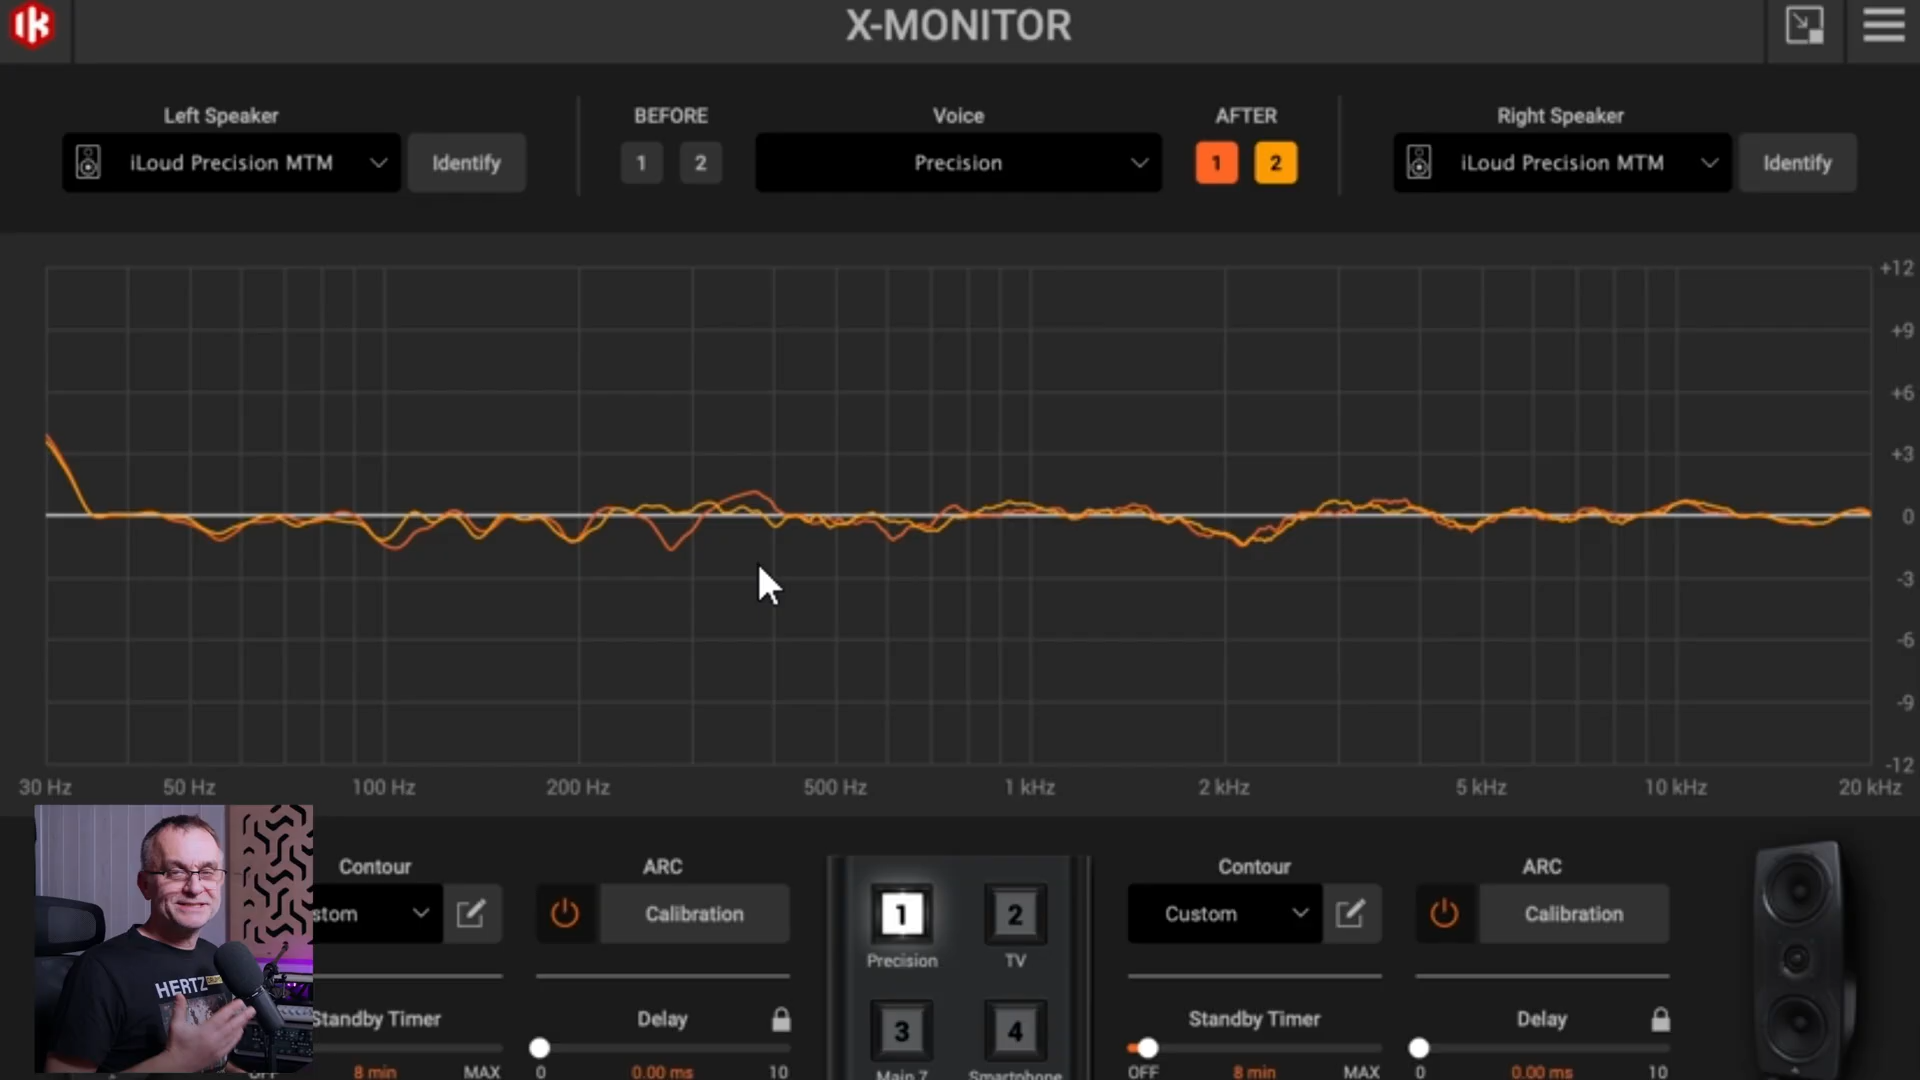 X-MONITOR
Left Speaker
BEFORE
Voice
AFTER
Right Speaker
iLoud Precision MTM
Identify
1 2
Precision
1 2
iLoud Precision MTM
Identify
+12
+9
+6
+3
0
-3
-6
-9
-12
30 Hz 50 Hz 100 Hz 200 Hz 500 Hz 1 kHz 2 kHz 5 kHz 10 kHz 20 kHz
Contour
ARC
Contour
ARC
stom
Calibration
1 2
Custom
Calibration
Precision TV
HERTZ
Standby Timer
Delay
3 4
Standby Timer
Delay
8 min MAX
0 0.00 ms 10
Main 7 Smartphone
OFF 8 min MAX
0 0.00 ms 10